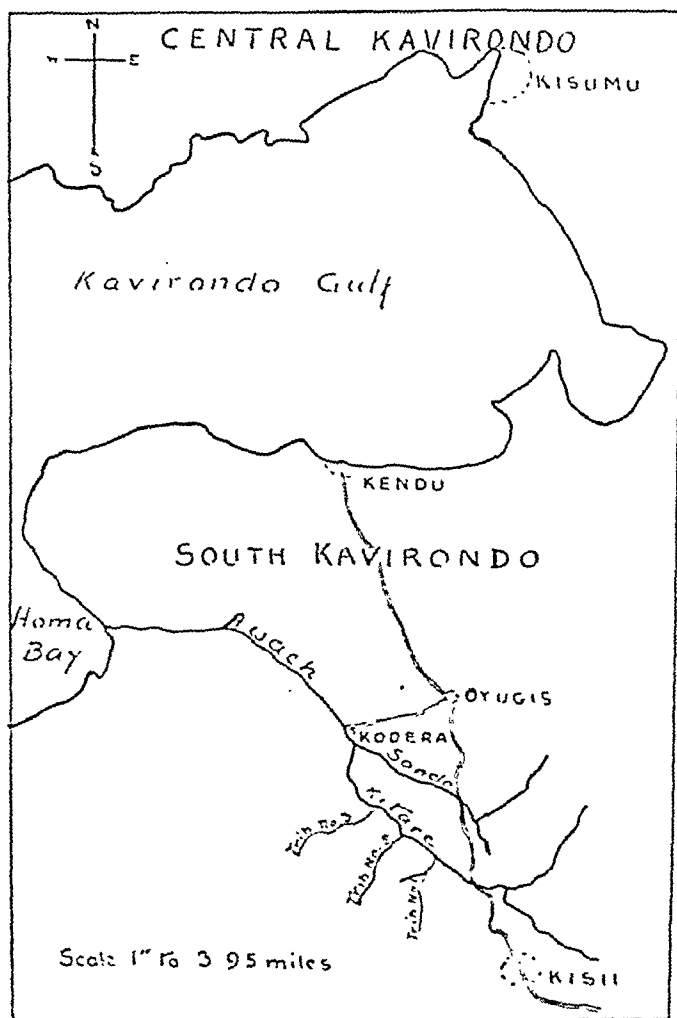 N
CENTRAL KAVIRONDO
W E
KISUMU
S
Kavirondo Gulf
KENDU
SOUTH KAVIRONDO
Homa
Bay
Awach
OYUGIS
KODERA
Sondo
Kitare
Trib No. 3
Trib No. 2
Trib No. 1
Scale 1" to 3 95 miles
KISII